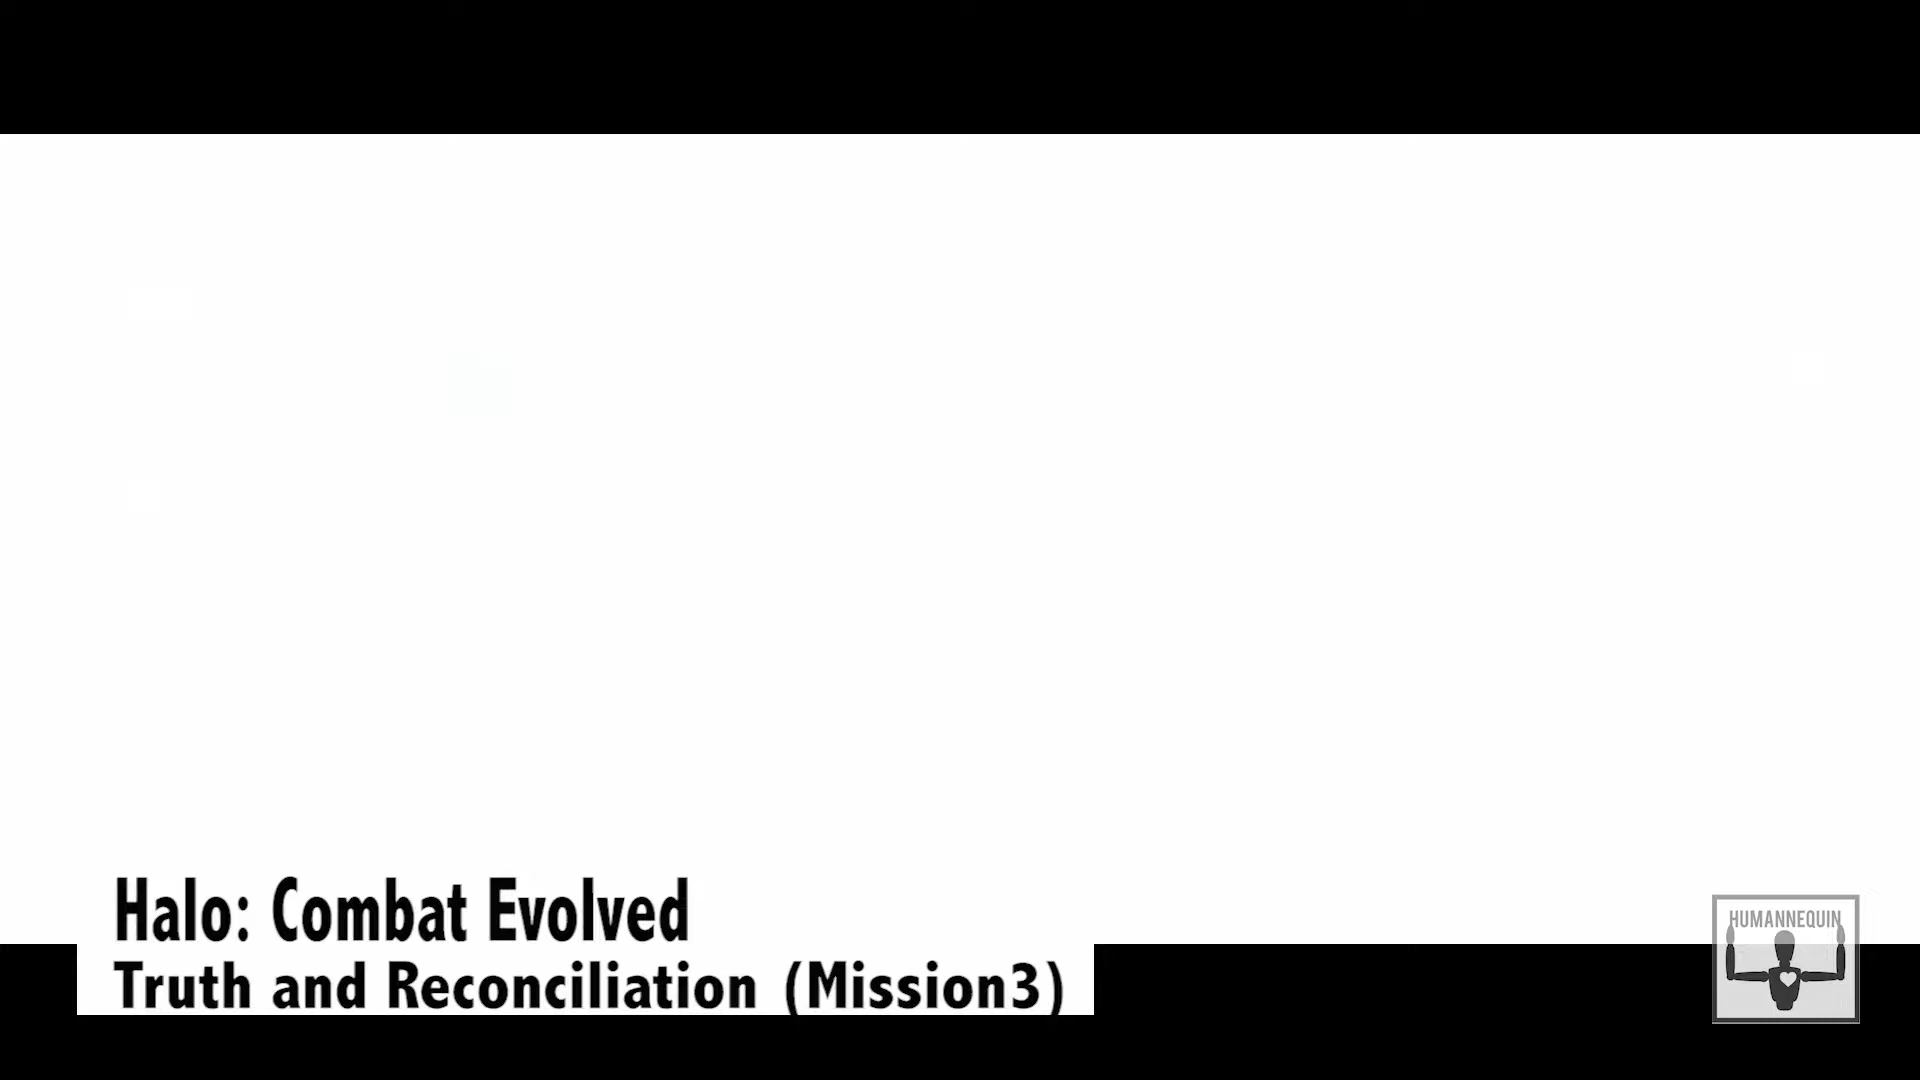 Halo: Combat Evolved
Truth and Reconciliation (Mission3)
HUMANNEQUIN